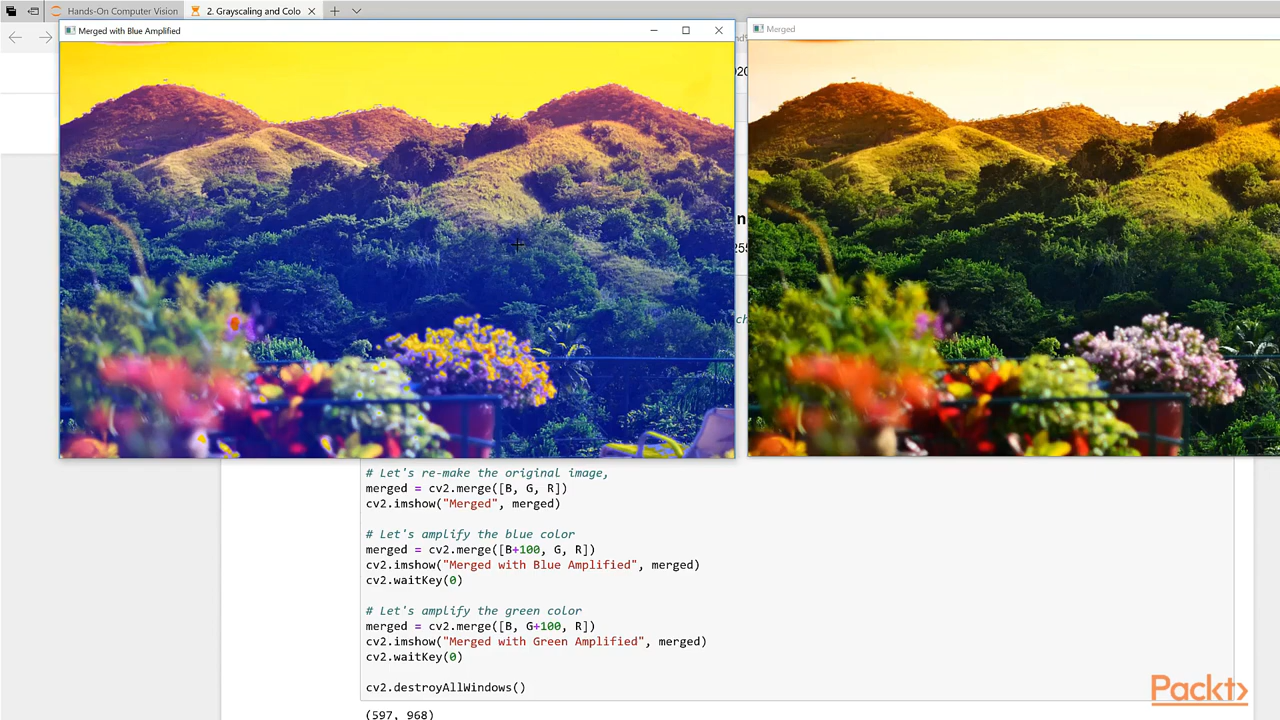 Hands-On Computer Vision
2. Grayscaling and Colo
Merged with Blue Amplified
Merged
# Let's re-make the original image,
merged = cv2.merge([B, G, R])
cv2.imshow("Merged", merged)
# Let's amplify the blue color
merged = cv2.merge([B+100, G, R])
cv2.imshow("Merged with Blue Amplified", merged)
cv2.waitKey(0)
# Let's amplify the green color
merged = cv2.merge([B, G+100, R])
cv2.imshow("Merged with Green Amplified", merged)
cv2.waitKey(0)
cv2.destroyAllWindows()
(597, 968)
Packt>